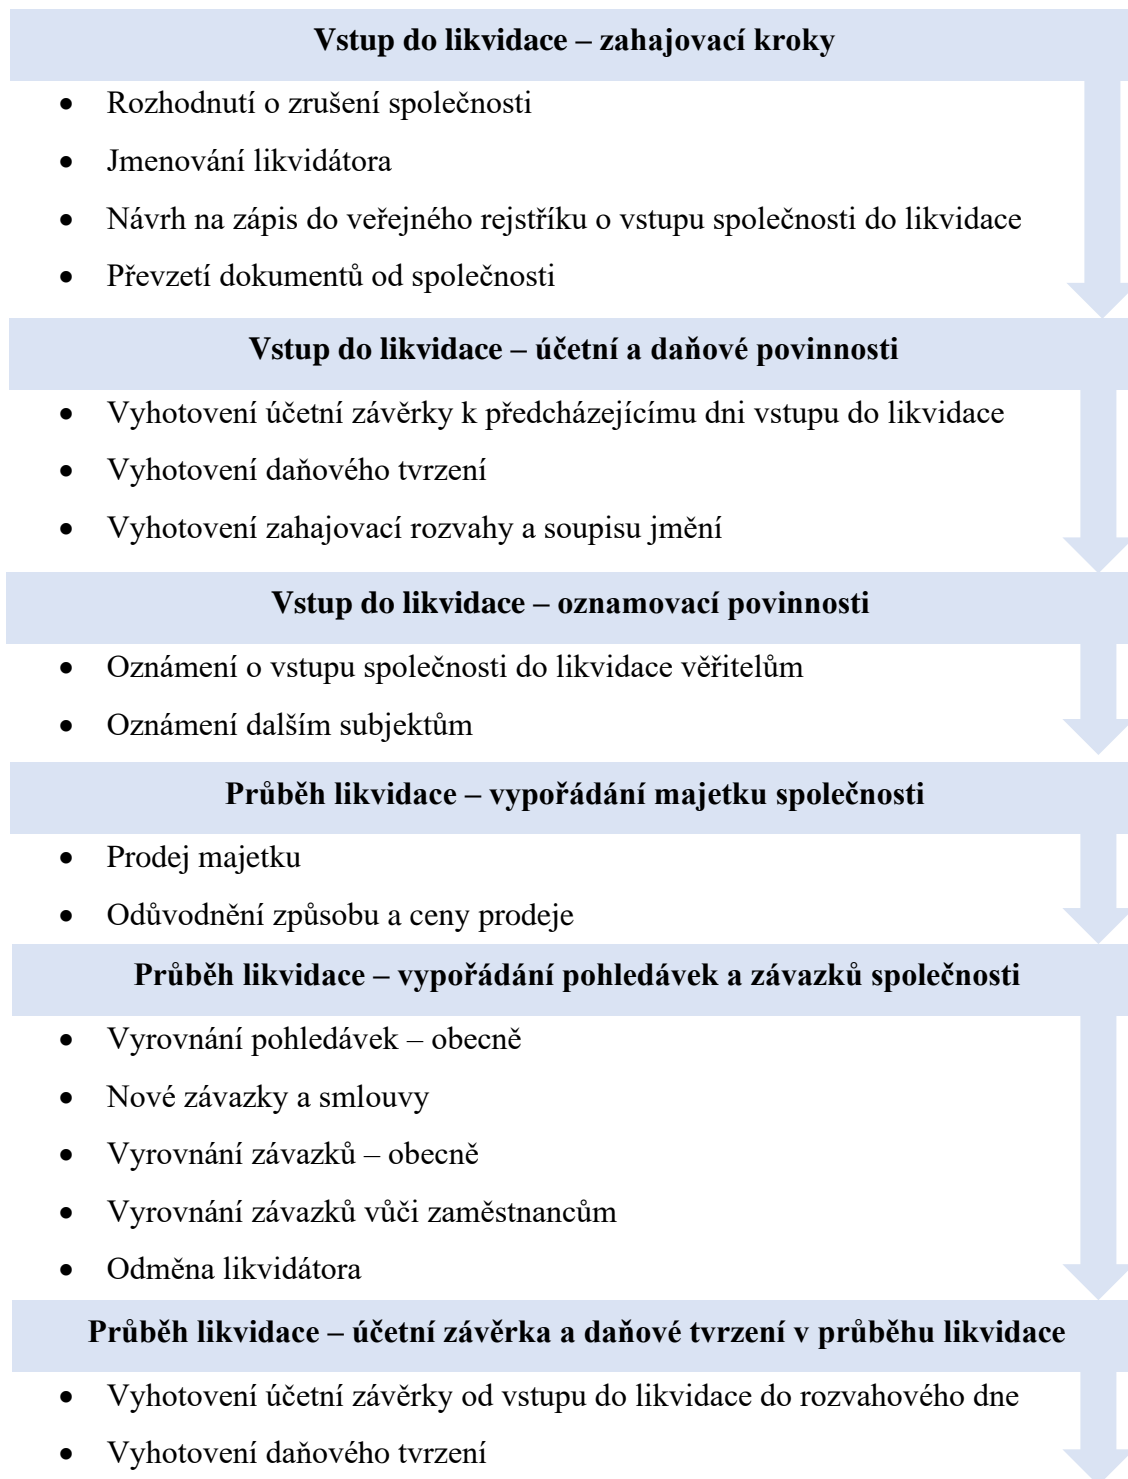 Vstup do likvidace – zahajovací kroky
• Rozhodnutí o zrušení společnosti
• Jmenování likvidátora
• Návrh na zápis do veřejného rejstříku o vstupu společnosti do likvidace
• Převzetí dokumentů od společnosti
Vstup do likvidace – účetní a daňové povinnosti
• Vyhotovení účetní závěrky k předcházejícímu dni vstupu do likvidace
• Vyhotovení daňového tvrzení
• Vyhotovení zahajovací rozvahy a soupisu jmění
Vstup do likvidace – oznamovací povinnosti
• Oznámení o vstupu společnosti do likvidace věřitelům
• Oznámení dalším subjektům
Průběh likvidace – vypořádání majetku společnosti
• Prodej majetku
• Odůvodnění způsobu a ceny prodeje
Průběh likvidace – vypořádání pohledávek a závazků společnosti
• Vyrovnání pohledávek – obecně
• Nové závazky a smlouvy
• Vyrovnání závazků – obecně
• Vyrovnání závazků vůči zaměstnancům
• Odměna likvidátora
Průběh likvidace – účetní závěrka a daňové tvrzení v průběhu likvidace
• Vyhotovení účetní závěrky od vstupu do likvidace do rozvahového dne
• Vyhotovení daňového tvrzení